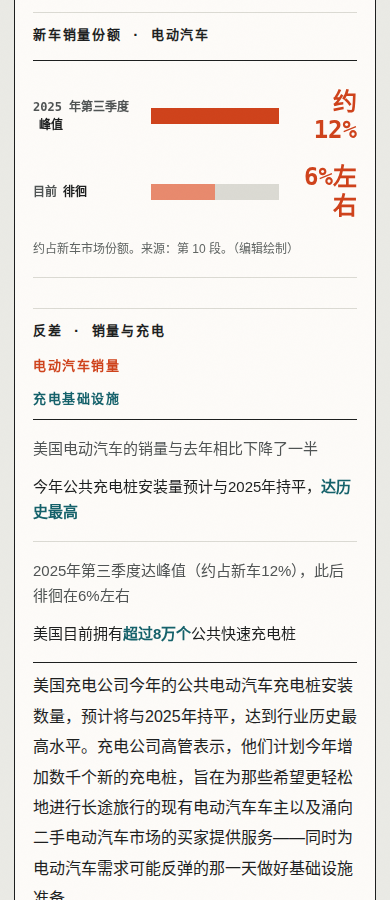 新车销量份额 · 电动汽车
2025 年第三季度
峰值
约
12%
目前 徘徊
6%左
右
约占新车市场份额。来源：第 10 段。（编辑绘制）
反差 · 销量与充电
电动汽车销量
充电基础设施
美国电动汽车的销量与去年相比下降了一半
今年公共充电桩安装量预计与2025年持平，达历
史最高
2025年第三季度达峰值（约占新车12%），此后
徘徊在6%左右
美国目前拥有超过8万个公共快速充电桩
美国充电公司今年的公共电动汽车充电桩安装
数量，预计将与2025年持平，达到行业历史最
高水平。充电公司高管表示，他们计划今年增
加数千个新的充电桩，旨在为那些希望更轻松
地进行长途旅行的现有电动汽车车主以及涌向
二手电动汽车市场的买家提供服务——同时为
电动汽车需求可能反弹的那一天做好基础设施
准备